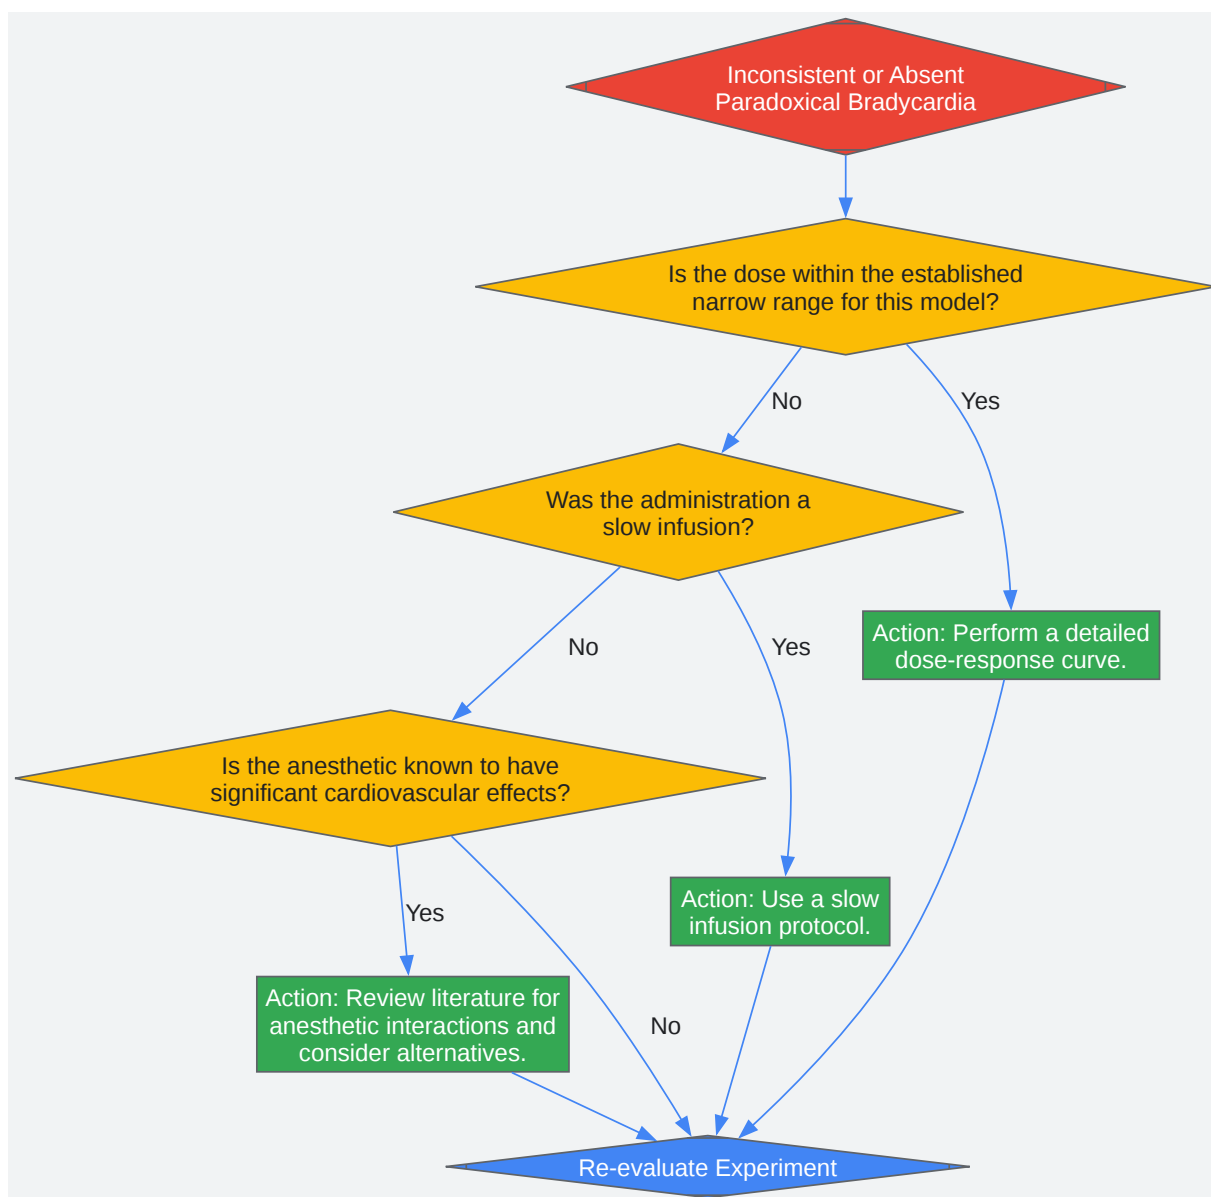 Inconsistent or Absent
Paradoxical Bradycardia
Is the dose within the established
narrow range for this model?
No
Yes
Was the administration a
slow infusion?
No
Yes
Action: Perform a detailed
dose-response curve.
Is the anesthetic known to have
significant cardiovascular effects?
Yes
Action: Use a slow
infusion protocol.
Action: Review literature for
anesthetic interactions and
consider alternatives.
No
Re-evaluate Experiment